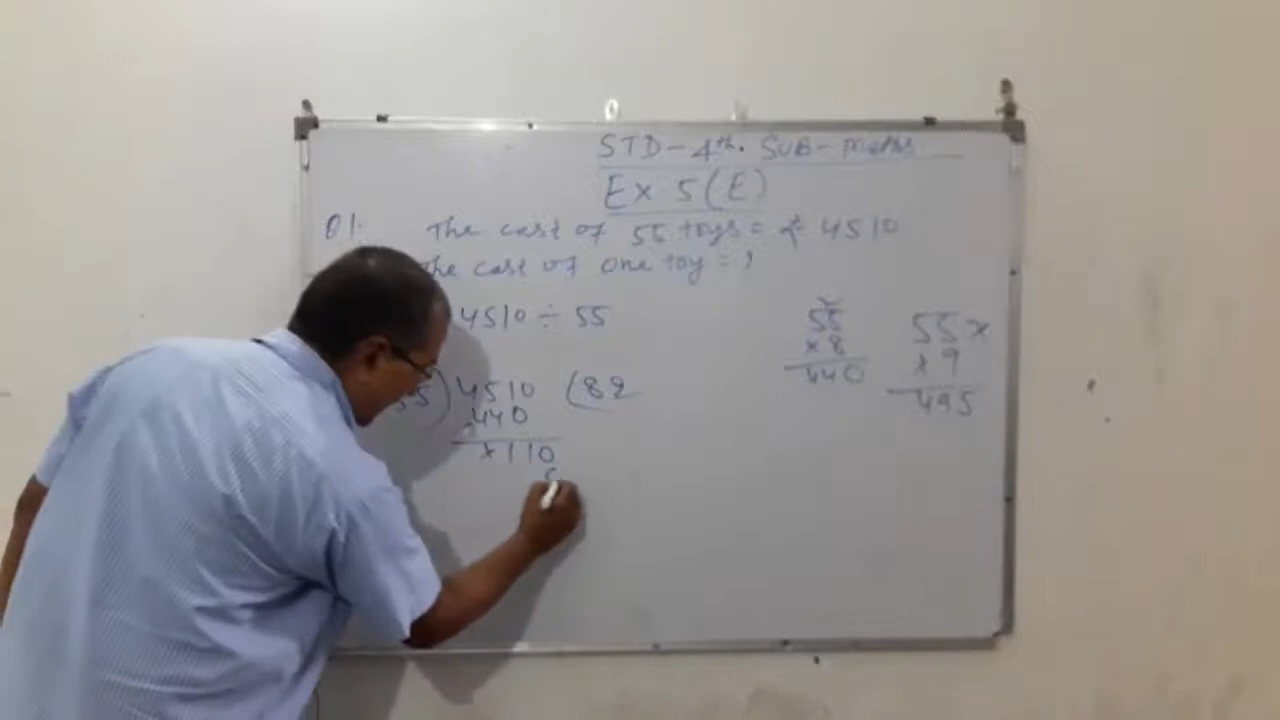 STD - 4th. SUB - Maths
Ex 5(E)
Q1. The cost of 55 toys = ₹ 4510
The cost of one toy = ?
4510 ÷ 55
55
× 8
440
55 ×
× 9
495
55) 4510 (82
440
×110